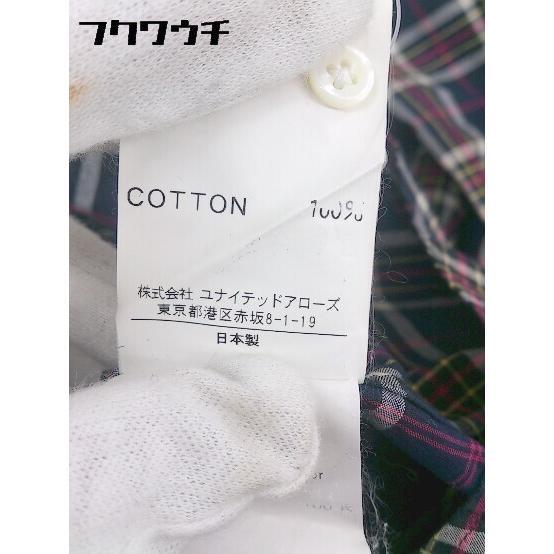 フクワウチ
COTTON 100%
株式会社 ユナイテッドアローズ
東京都港区赤坂8-1-19
日本製